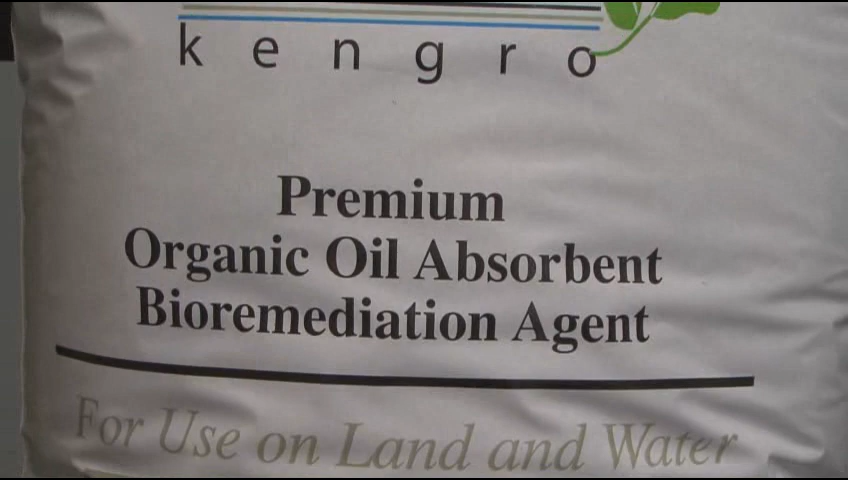 kengro
Premium
Organic Oil Absorbent
Bioremediation Agent
For Use on Land and Water